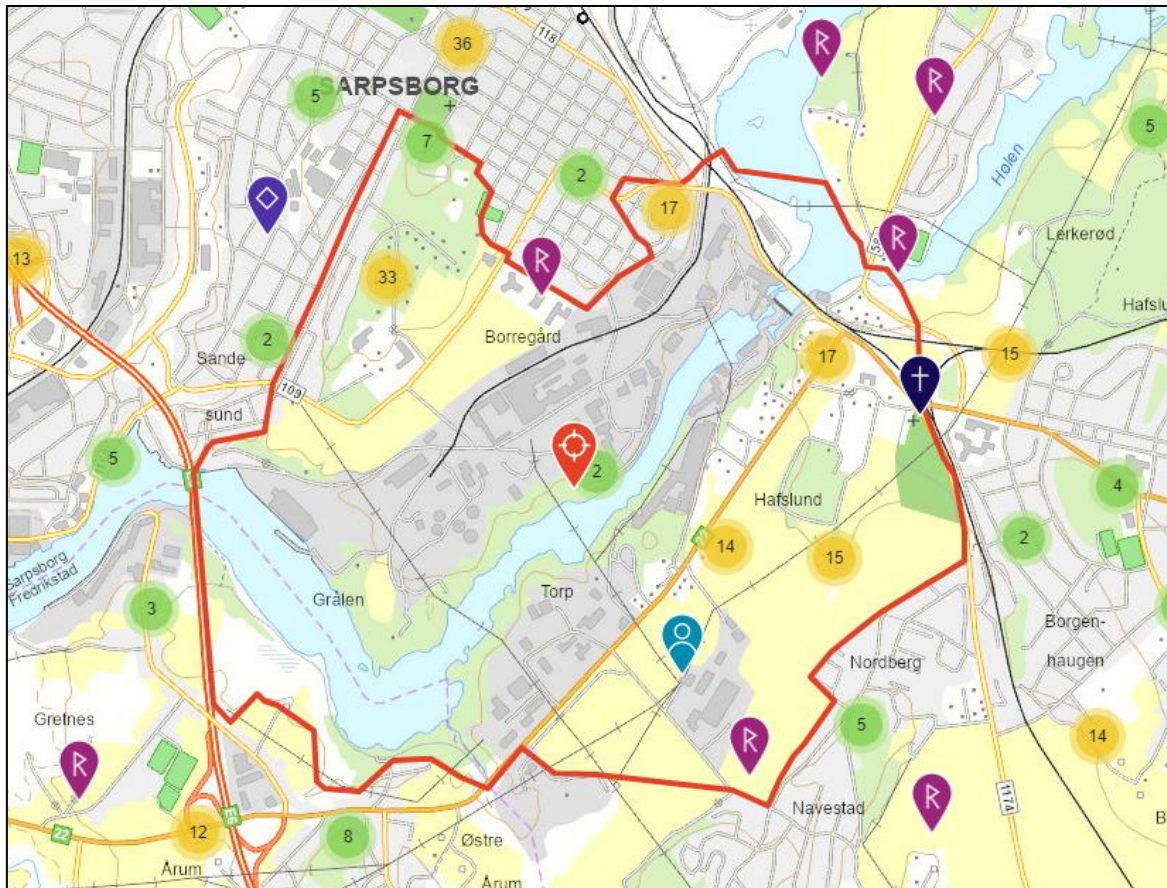 36
118
SARPSBORG
5
7
2
17
5
Hølen
Lerkerød
13
33
Hafslu
Borregård
2
Sande
sund
109
17
15
5
2
4
Hafslund
2
14
15
Sarpsborg
Fredrikstad
Grålen
Torp
3
Borgen-
haugen
Nordberg
Gretnes
5
14
1174
Navestad
22
12
E6
8
Østre
Årum
Årum
B